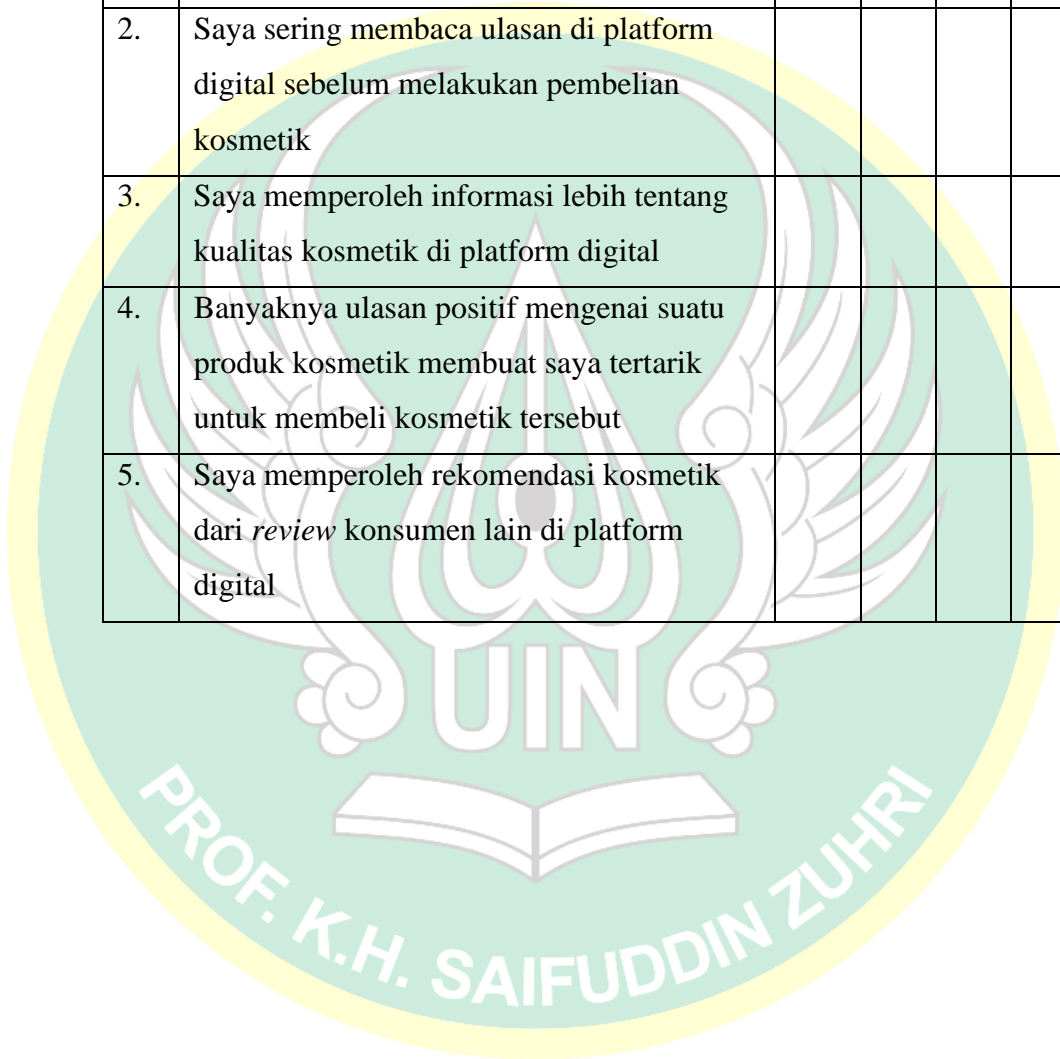 2. Saya sering membaca ulasan di platform
digital sebelum melakukan pembelian
kosmetik
3. Saya memperoleh informasi lebih tentang
kualitas kosmetik di platform digital
4. Banyaknya ulasan positif mengenai suatu
produk kosmetik membuat saya tertarik
untuk membeli kosmetik tersebut
5. Saya memperoleh rekomendasi kosmetik
dari review konsumen lain di platform
digital
UIN
PROF. K.H. SAIFUDDIN ZUHRI